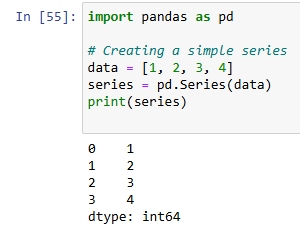 In [55]: import pandas as pd

# Creating a simple series
data = [1, 2, 3, 4]
series = pd.Series(data)
print(series)

0    1
1    2
2    3
3    4
dtype: int64